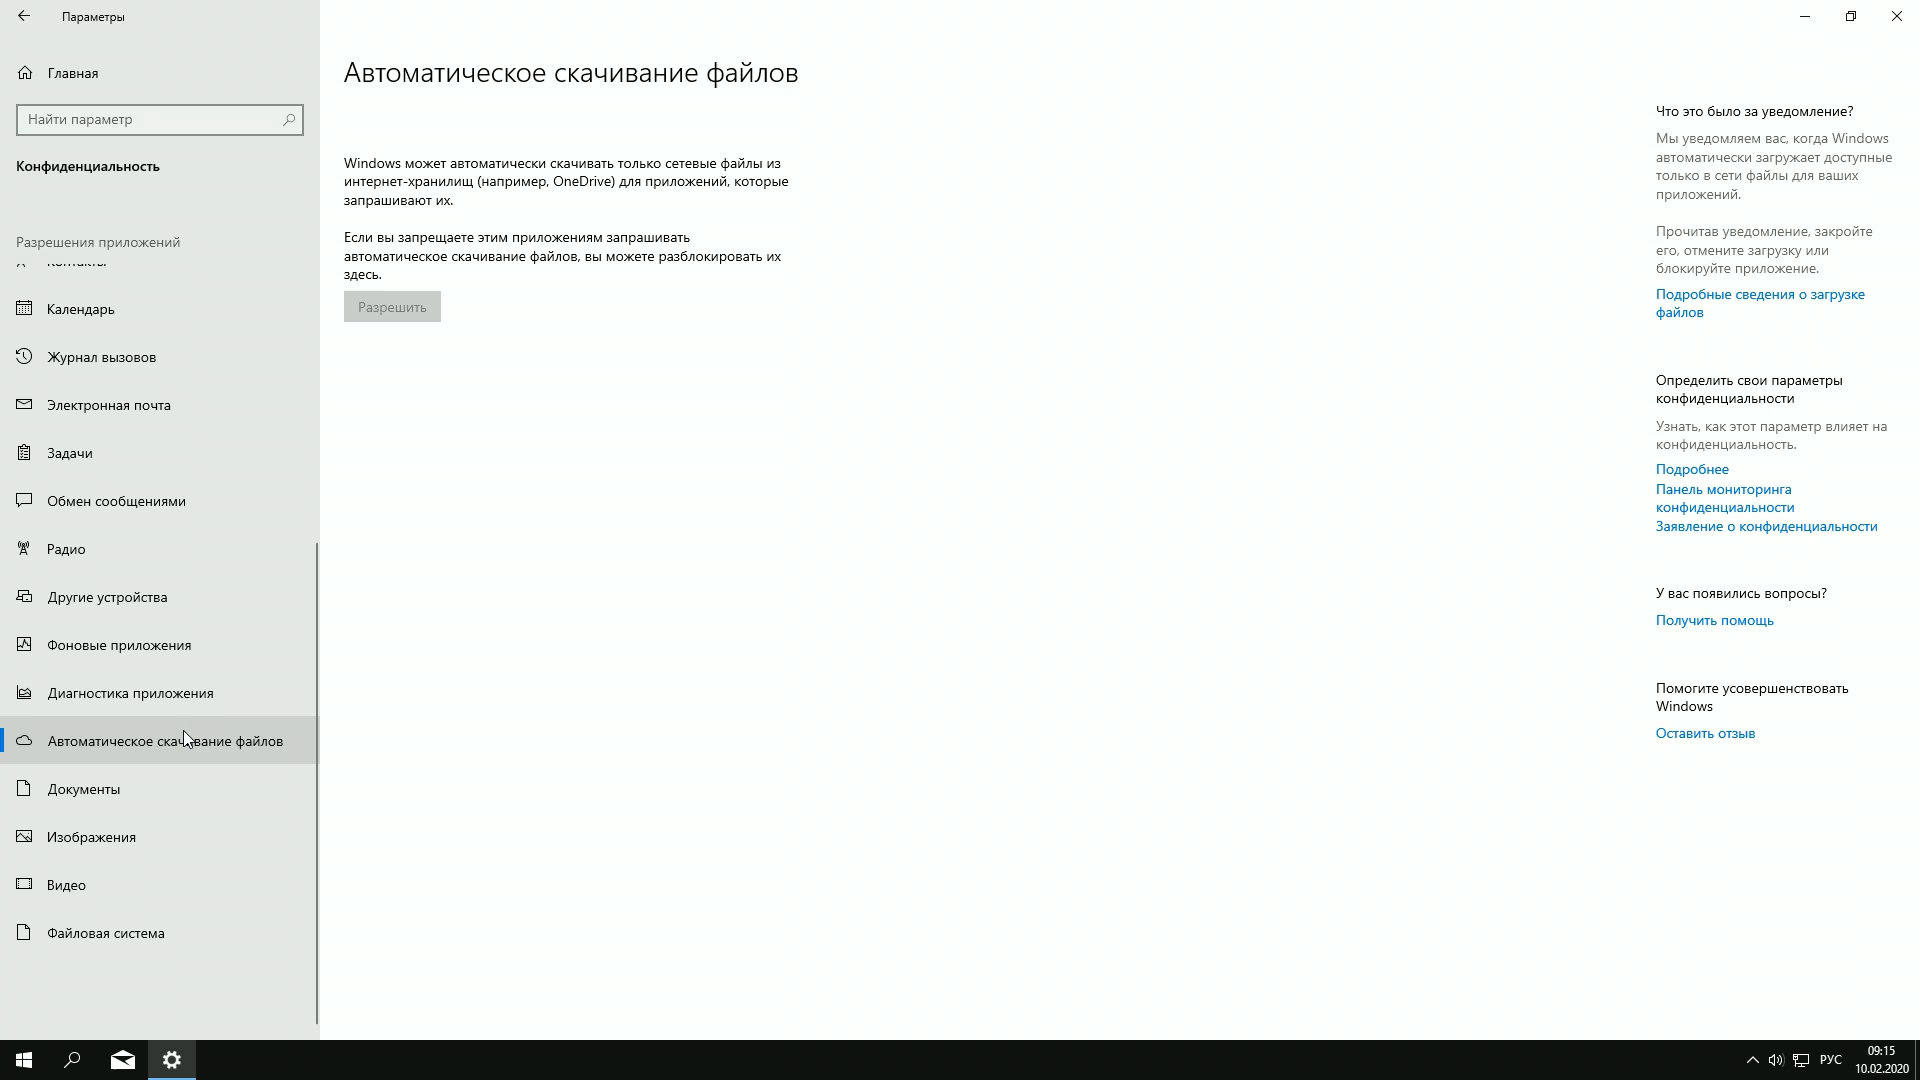 Параметры
Главная
Найти параметр
Конфиденциальность
Разрешения приложений
Календарь
Журнал вызовов
Электронная почта
Задачи
Обмен сообщениями
Радио
Другие устройства
Фоновые приложения
Диагностика приложения
Автоматическое скачивание файлов
Документы
Изображения
Видео
Файловая система
Автоматическое скачивание файлов
Windows может автоматически скачивать только сетевые файлы из
интернет-хранилищ (например, OneDrive) для приложений, которые
запрашивают их.
Если вы запрещаете этим приложениям запрашивать
автоматическое скачивание файлов, вы можете разблокировать их
здесь.
Разрешить
Что это было за уведомление?
Мы уведомляем вас, когда Windows
автоматически загружает доступные
только в сети файлы для ваших
приложений.
Прочитав уведомление, закройте
его, отмените загрузку или
блокируйте приложение.
Подробные сведения о загрузке
файлов
Определить свои параметры
конфиденциальности
Узнать, как этот параметр влияет на
конфиденциальность.
Подробнее
Панель мониторинга
конфиденциальности
Заявление о конфиденциальности
У вас появились вопросы?
Получить помощь
Помогите усовершенствовать
Windows
Оставить отзыв
РУС
09:15
10.02.2020